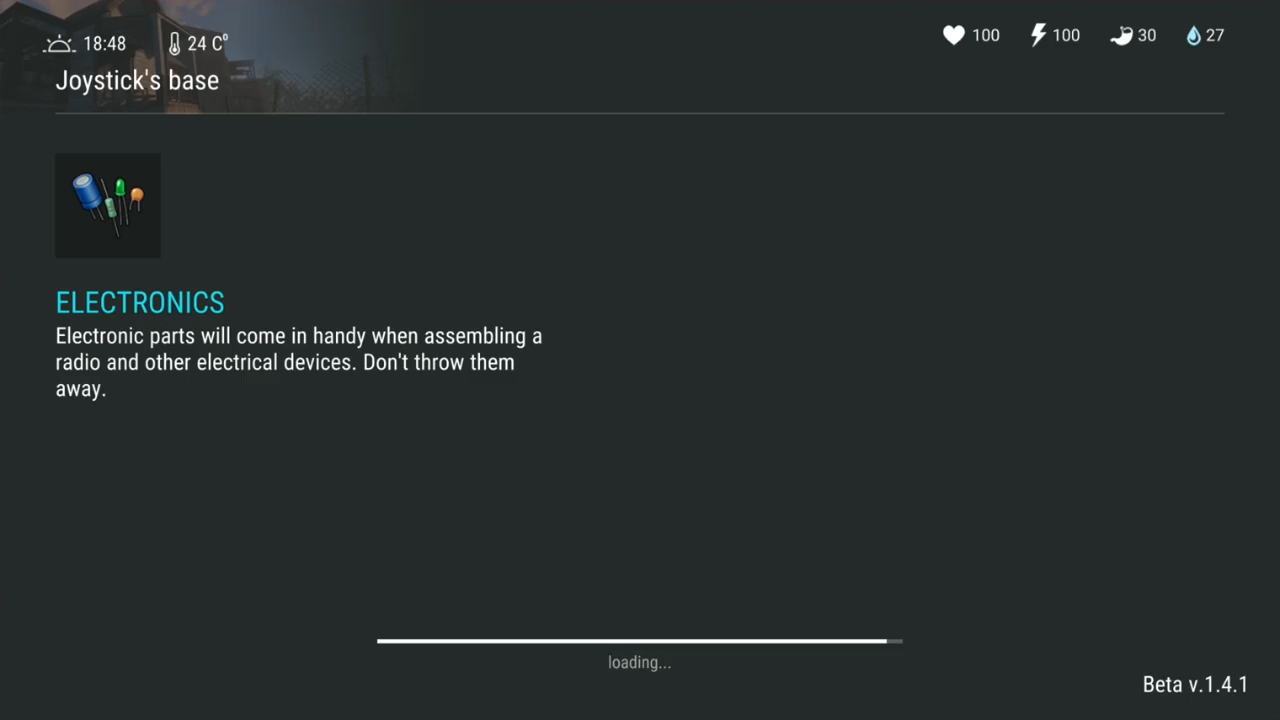 18:48 24 C°
100 100 30 27
Joystick's base
ELECTRONICS
Electronic parts will come in handy when assembling a
radio and other electrical devices. Don't throw them
away.
loading...
Beta v.1.4.1